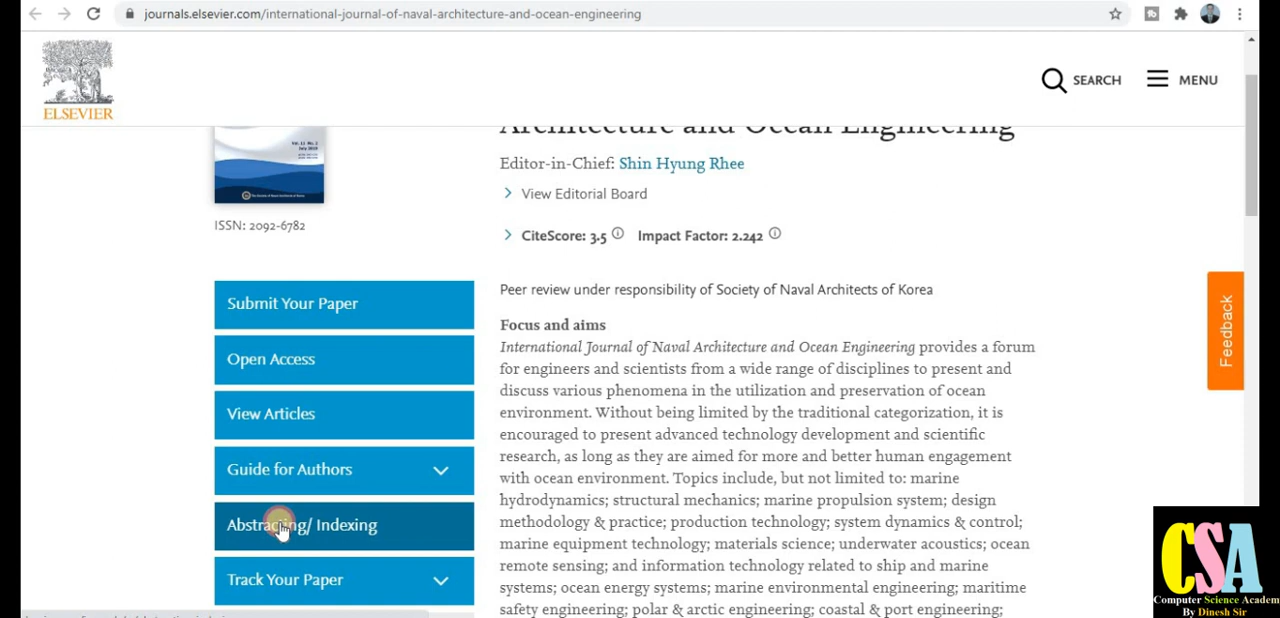 journals.elsevier.com/international-journal-of-naval-architecture-and-ocean-engineering
ELSEVIER
SEARCH
MENU
Architecture and Ocean Engineering
Editor-in-Chief: Shin Hyung Rhee
View Editorial Board
ISSN: 2092-6782
CiteScore: 3.5 Impact Factor: 2.242
Submit Your Paper
Open Access
View Articles
Guide for Authors
Abstracting/ Indexing
Track Your Paper
Peer review under responsibility of Society of Naval Architects of Korea
Focus and aims
International Journal of Naval Architecture and Ocean Engineering provides a forum
for engineers and scientists from a wide range of disciplines to present and
discuss various phenomena in the utilization and preservation of ocean
environment. Without being limited by the traditional categorization, it is
encouraged to present advanced technology development and scientific
research, as long as they are aimed for more and better human engagement
with ocean environment. Topics include, but not limited to: marine
hydrodynamics; structural mechanics; marine propulsion system; design
methodology & practice; production technology; system dynamics & control;
marine equipment technology; materials science; underwater acoustics; ocean
remote sensing; and information technology related to ship and marine
systems; ocean energy systems; marine environmental engineering; maritime
safety engineering; polar & arctic engineering; coastal & port engineering;
Feedback
CSA
Computer Science Academ
By Dinesh Sir